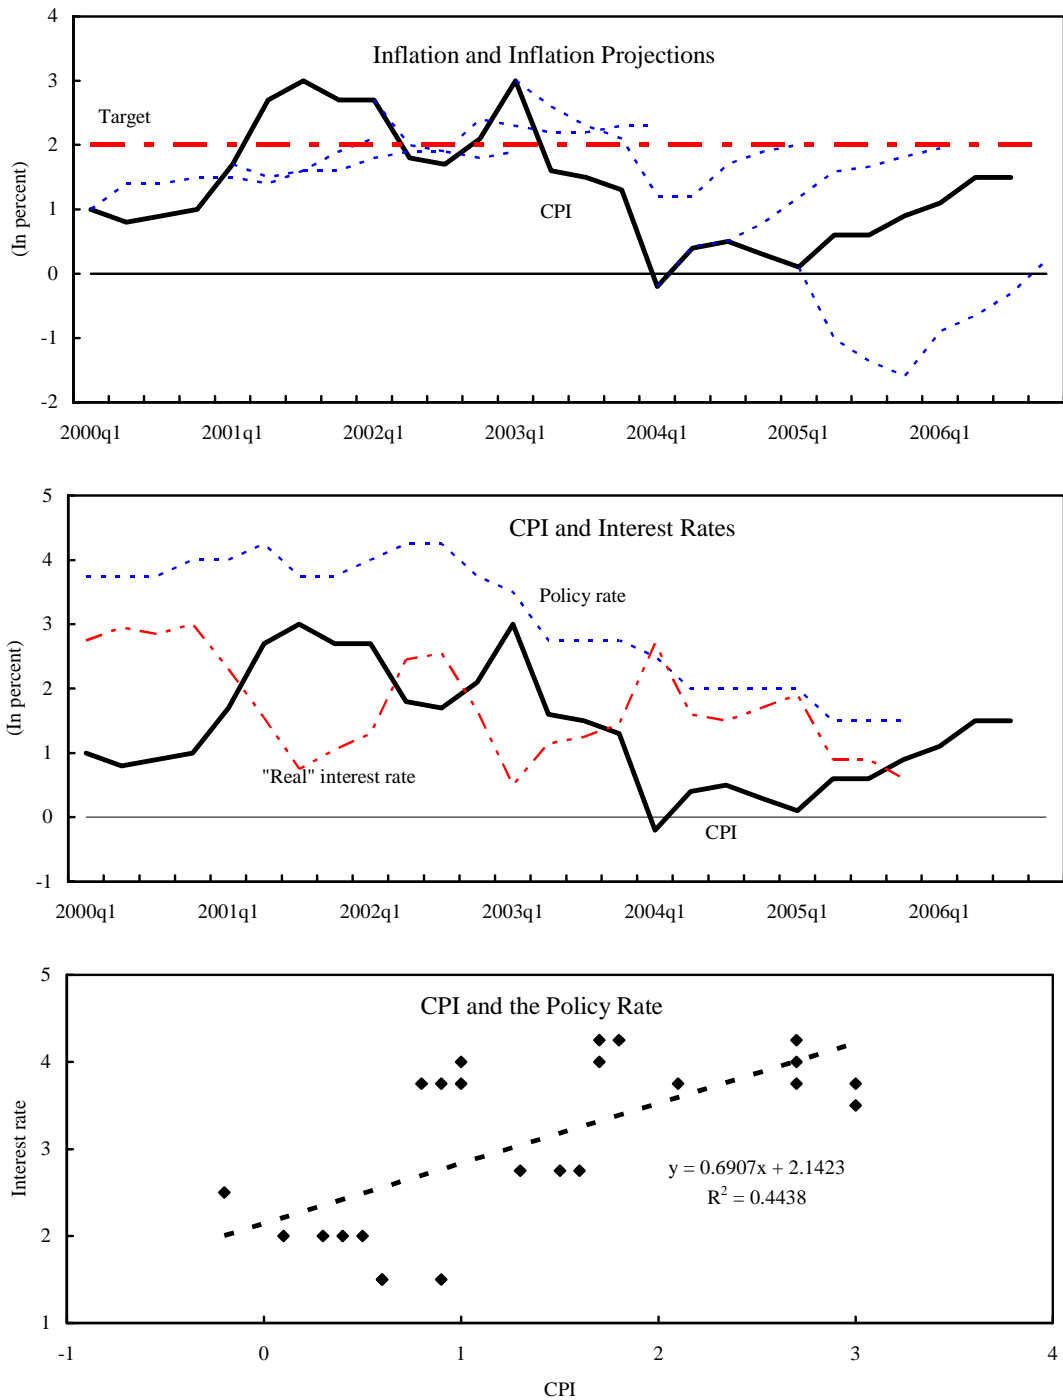 Inflation and Inflation Projections
(In percent)
4
3
2
1
0
-1
-2
Target
CPI
2000q1 2001q1 2002q1 2003q1 2004q1 2005q1 2006q1
CPI and Interest Rates
(In percent)
5
4
3
2
1
0
-1
Policy rate
"Real" interest rate
CPI
2000q1 2001q1 2002q1 2003q1 2004q1 2005q1 2006q1
CPI and the Policy Rate
Interest rate
5
4
3
2
1
y = 0.6907x + 2.1423
R² = 0.4438
-1 0 1 2 3 4
CPI